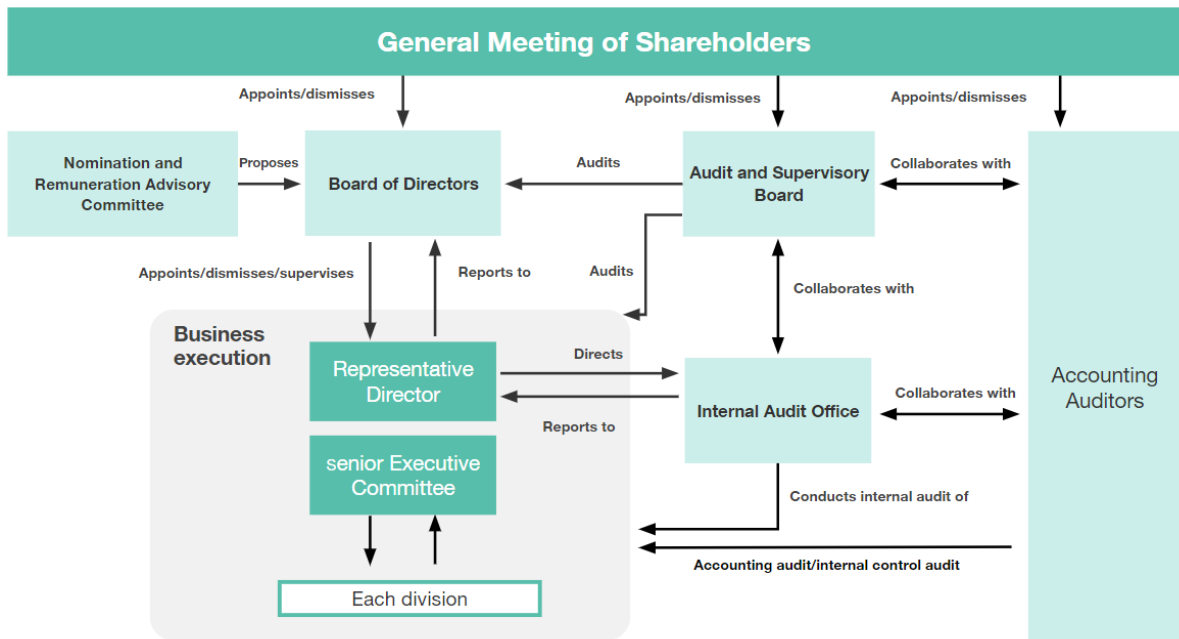 General Meeting of Shareholders
Appoints/dismisses
Appoints/dismisses
Appoints/dismisses
Nomination and
Remuneration Advisory
Committee
Proposes
Board of Directors
Audits
Audit and Supervisory
Board
Collaborates with
Appoints/dismisses/supervises
Reports to
Audits
Collaborates with
Business
execution
Representative
Director
Directs
Reports to
Internal Audit Office
Collaborates with
Accounting
Auditors
senior Executive
Committee
Conducts internal audit of
Accounting audit/internal control audit
Each division